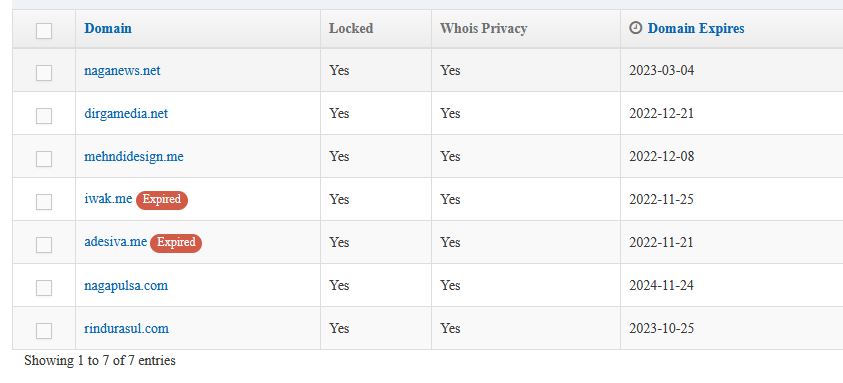 Domain Locked Whois Privacy Domain Expires
naganews.net Yes Yes 2023-03-04
dirgamedia.net Yes Yes 2022-12-21
mehndidesign.me Yes Yes 2022-12-08
iwak.me Expired Yes Yes 2022-11-25
adesiva.me Expired Yes Yes 2022-11-21
nagapulsa.com Yes Yes 2024-11-24
rindurasul.com Yes Yes 2023-10-25
Showing 1 to 7 of 7 entries